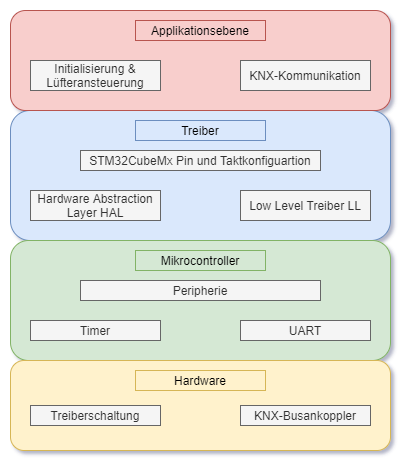 Applikationsebene
Initialisierung &
Lüfteransteuerung
KNX-Kommunikation
Treiber
STM32CubeMx Pin und Taktkonfiguartion
Hardware Abstraction
Layer HAL
Low Level Treiber LL
Mikrocontroller
Peripherie
Timer
UART
Hardware
Treiberschaltung
KNX-Busankoppler